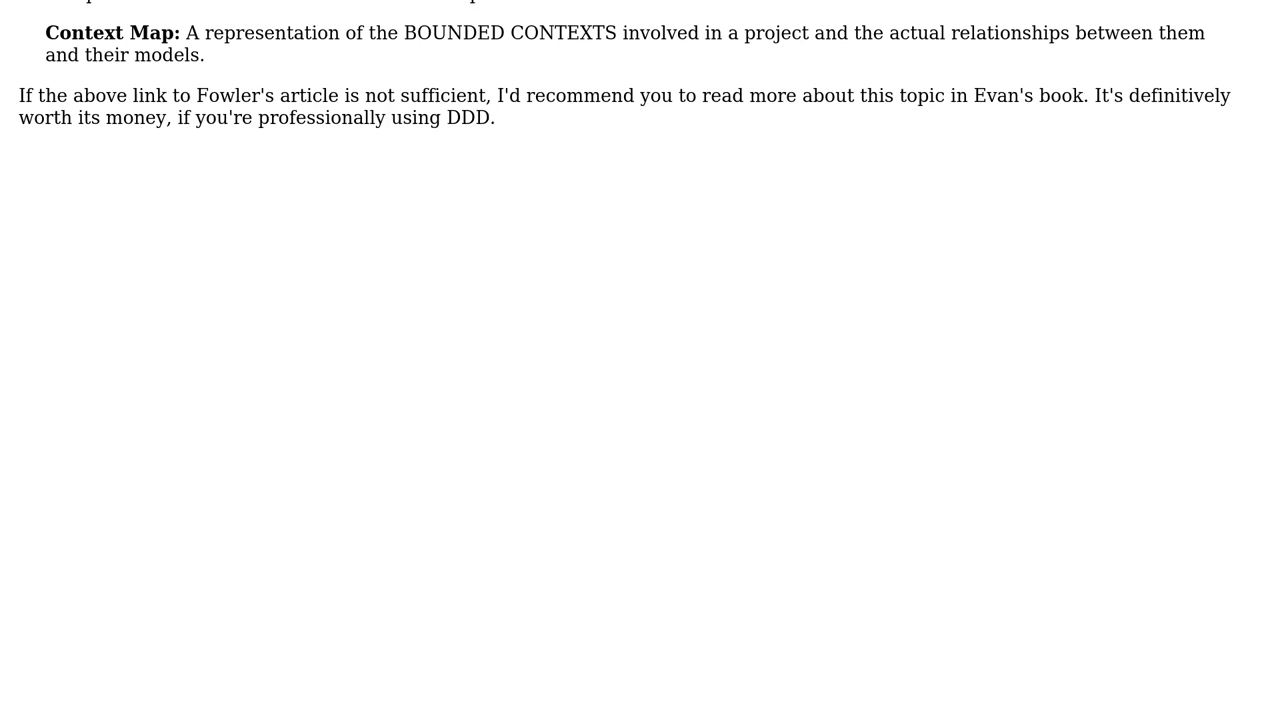 Context Map: A representation of the BOUNDED CONTEXTS involved in a project and the actual relationships between them
and their models.
If the above link to Fowler's article is not sufficient, I'd recommend you to read more about this topic in Evan's book. It's definitively
worth its money, if you're professionally using DDD.